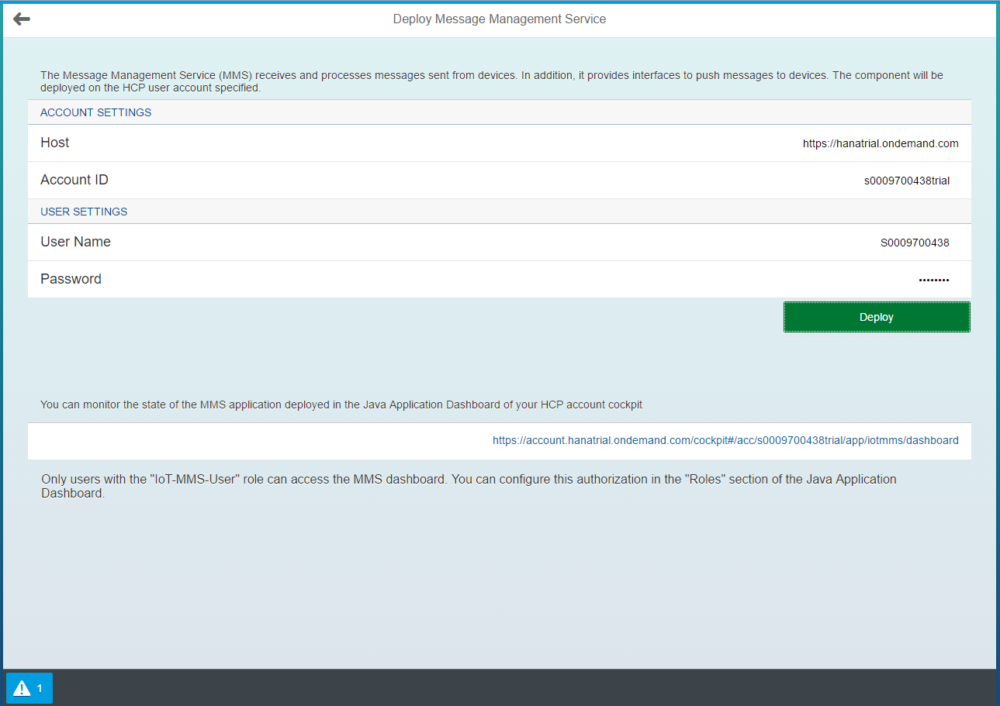 Deploy Message Management Service
The Message Management Service (MMS) receives and processes messages sent from devices. In addition, it provides interfaces to push messages to devices. The component will be
deployed on the HCP user account specified.
ACCOUNT SETTINGS
Host https://hanatrial.ondemand.com
Account ID s0009700438trial
USER SETTINGS
User Name S0009700438
Password ••••••••
Deploy
You can monitor the state of the MMS application deployed in the Java Application Dashboard of your HCP account cockpit
https://account.hanatrial.ondemand.com/cockpit#/acc/s0009700438trial/app/iotmms/dashboard
Only users with the "IoT-MMS-User" role can access the MMS dashboard. You can configure this authorization in the "Roles" section of the Java Application
Dashboard.
1